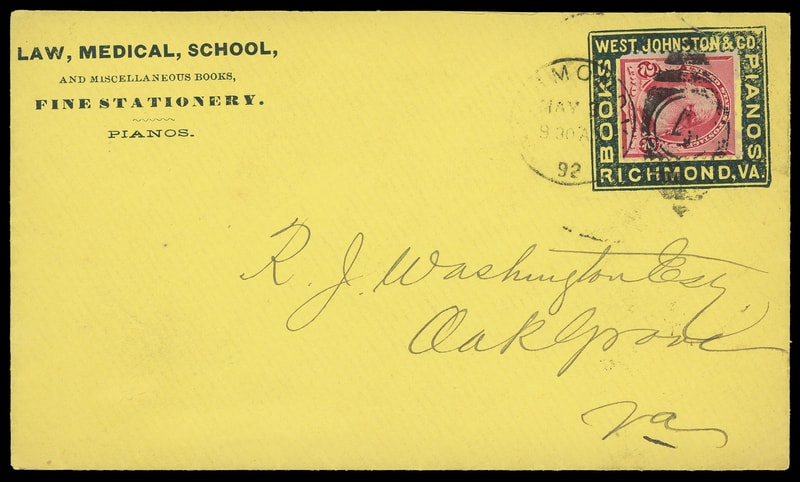 LAW, MEDICAL, SCHOOL,
AND MISCELLANEOUS BOOKS,
FINE STATIONERY.
PIANOS.
WEST, JOHNSTON & CO.
BOOKS
PIANOS
RICHMOND, VA.
MAY
92
R. J. Washington Esq
Oak Grove
Va